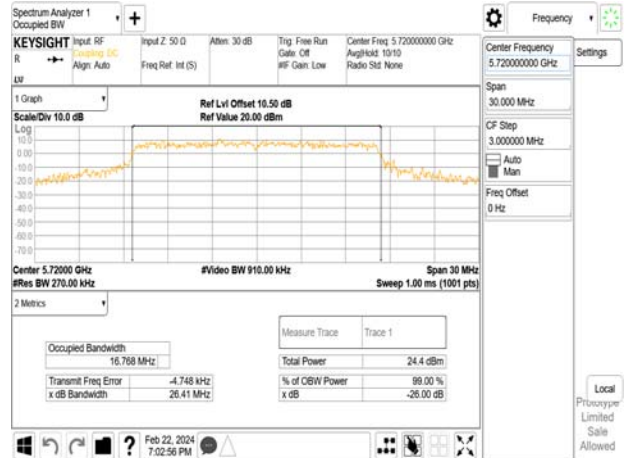 Spectrum Analyzer 1
Occupied BW
KEYSIGHT
R
Input: RF
Coupling: DC
Align: Auto
Input Z: 50 Ω
Freq Ref: Int (S)
Atten: 30 dB
Trig: Free Run
Gate: Off
#IF Gain: Low
Center Freq: 5.720000000 GHz
Avg|Hold: 10/10
Radio Std: None
1 Graph
Scale/Div 10.0 dB
Ref Lvl Offset 10.50 dB
Ref Value 20.00 dBm
Log
10.0
0.00
-10.0
-20.0
-30.0
-40.0
-50.0
-60.0
-70.0
Center 5.72000 GHz
#Res BW 270.00 kHz
#Video BW 910.00 kHz
Span 30 MHz
Sweep 1.00 ms (1001 pts)
2 Metrics
Measure Trace Trace 1
Occupied Bandwidth
16.768 MHz
Total Power 24.4 dBm
Transmit Freq Error -4.748 kHz
% of OBW Power 99.00 %
x dB Bandwidth 26.41 MHz
x dB -26.00 dB
Feb 22, 2024
7:02:56 PM
Frequency
Settings
Center Frequency
5.720000000 GHz
Span
30.000 MHz
CF Step
3.000000 MHz
Auto
Man
Freq Offset
0 Hz
Local
Prototype
Limited
Sale
Allowed